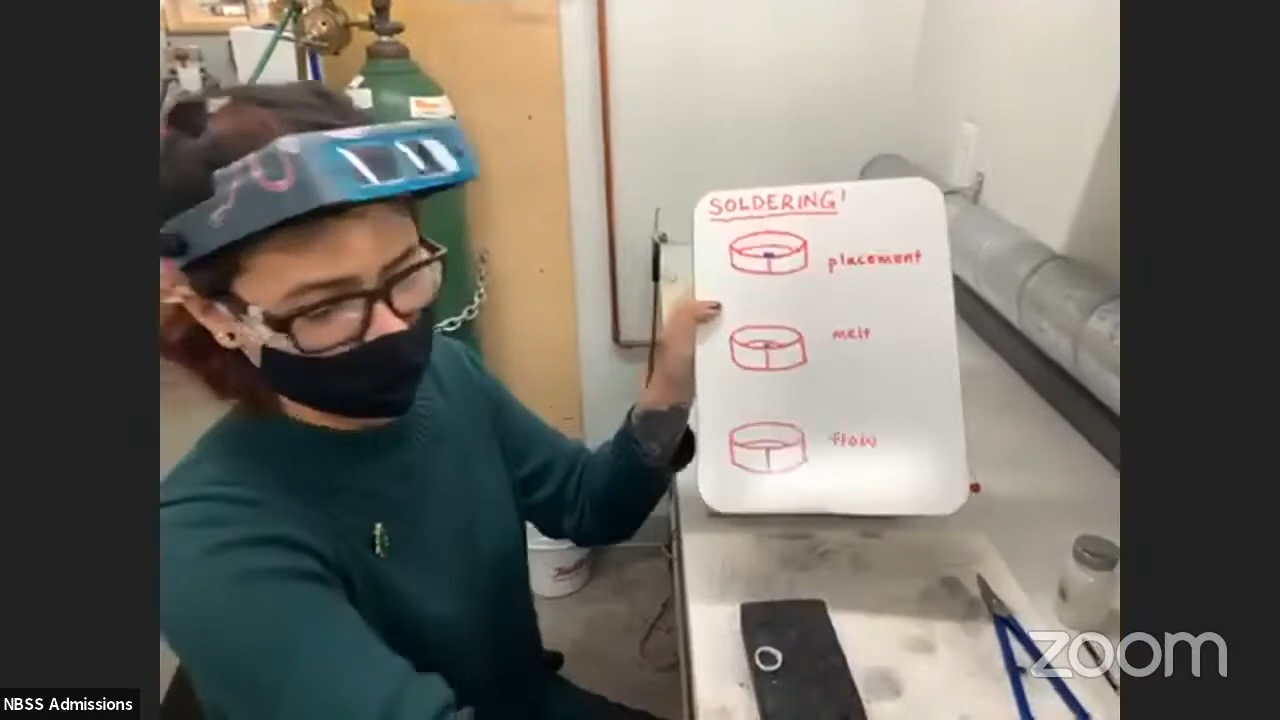 SOLDERING!
placement
melt
flow
zoom
NBSS Admissions